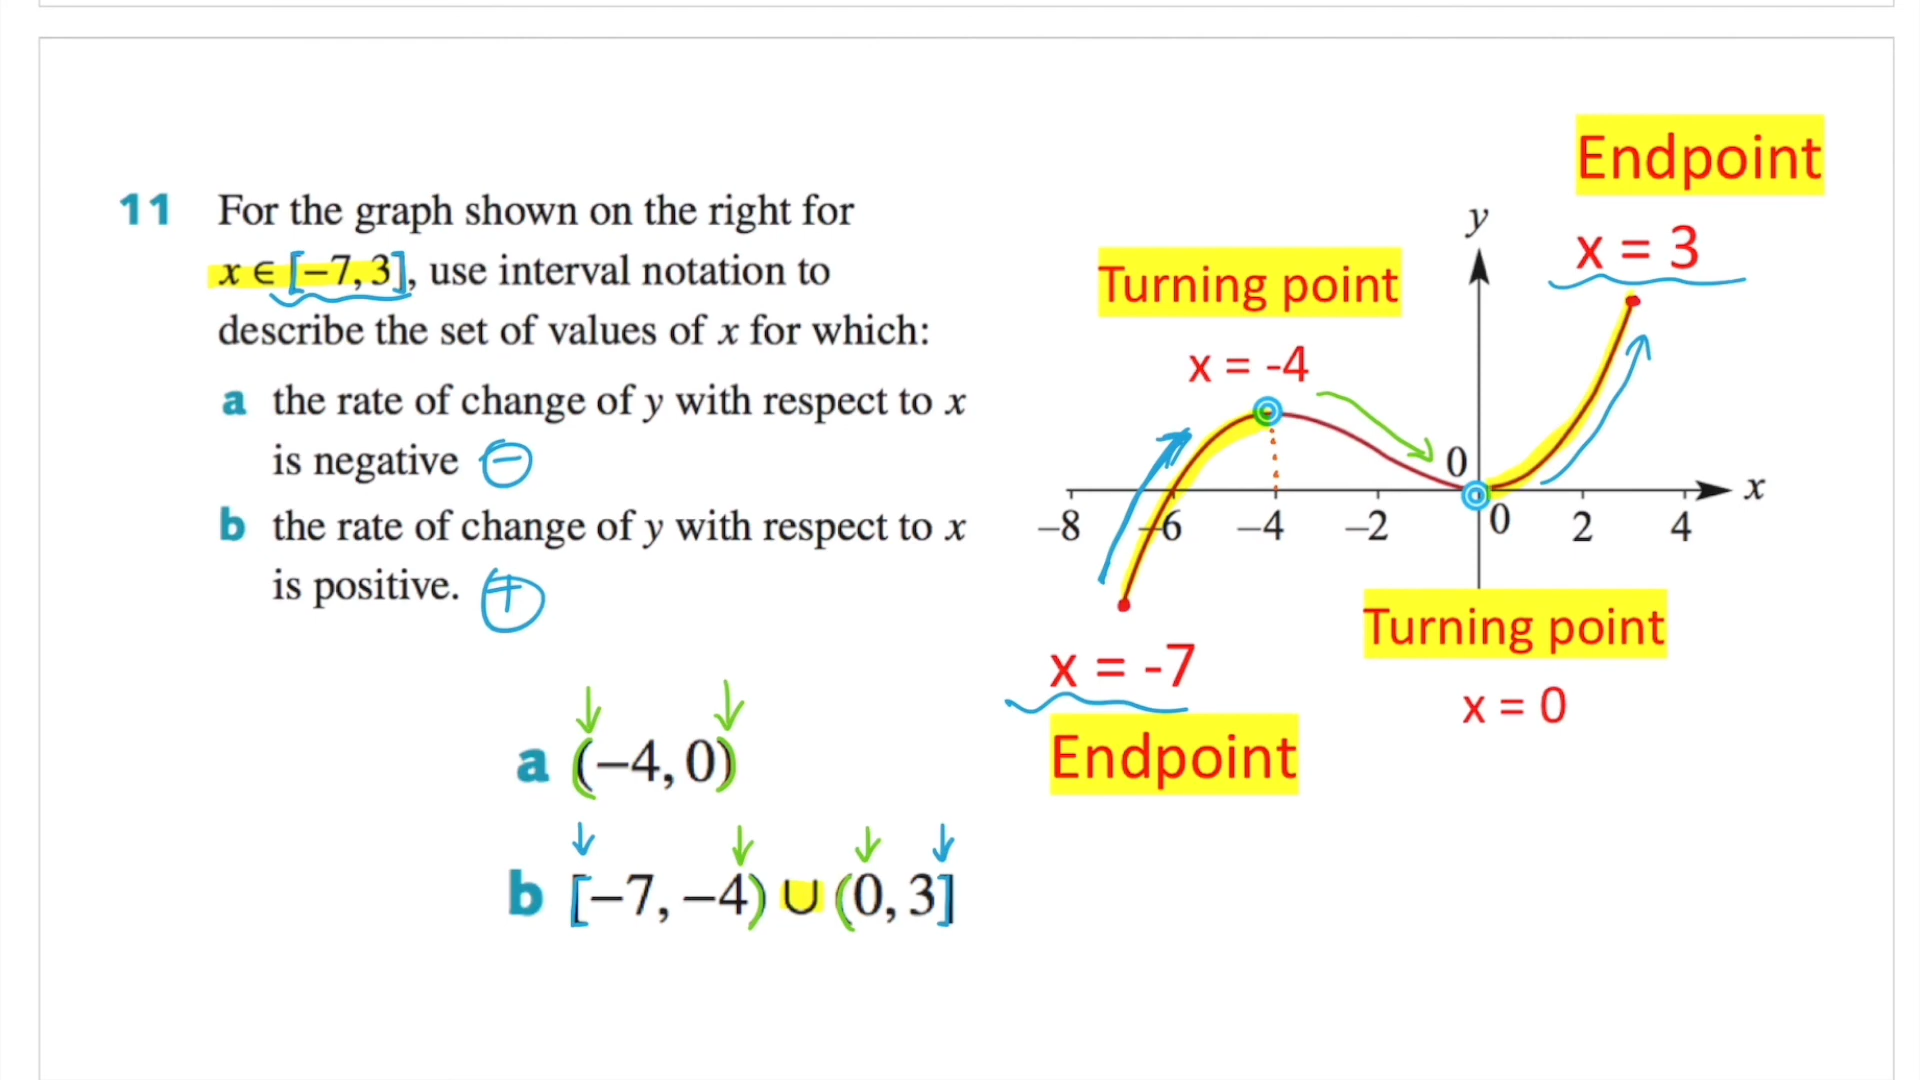 11 For the graph shown on the right for
x ∈ [−7, 3], use interval notation to
describe the set of values of x for which:
a the rate of change of y with respect to x
is negative ⊖
b the rate of change of y with respect to x
is positive. ⊕
a (−4, 0)
b [−7, −4) ∪ (0, 3]
Endpoint
x = 3
y
Turning point
x = -4
0
x
−8 −6 −4 −2 0 2 4
Turning point
x = 0
x = -7
Endpoint